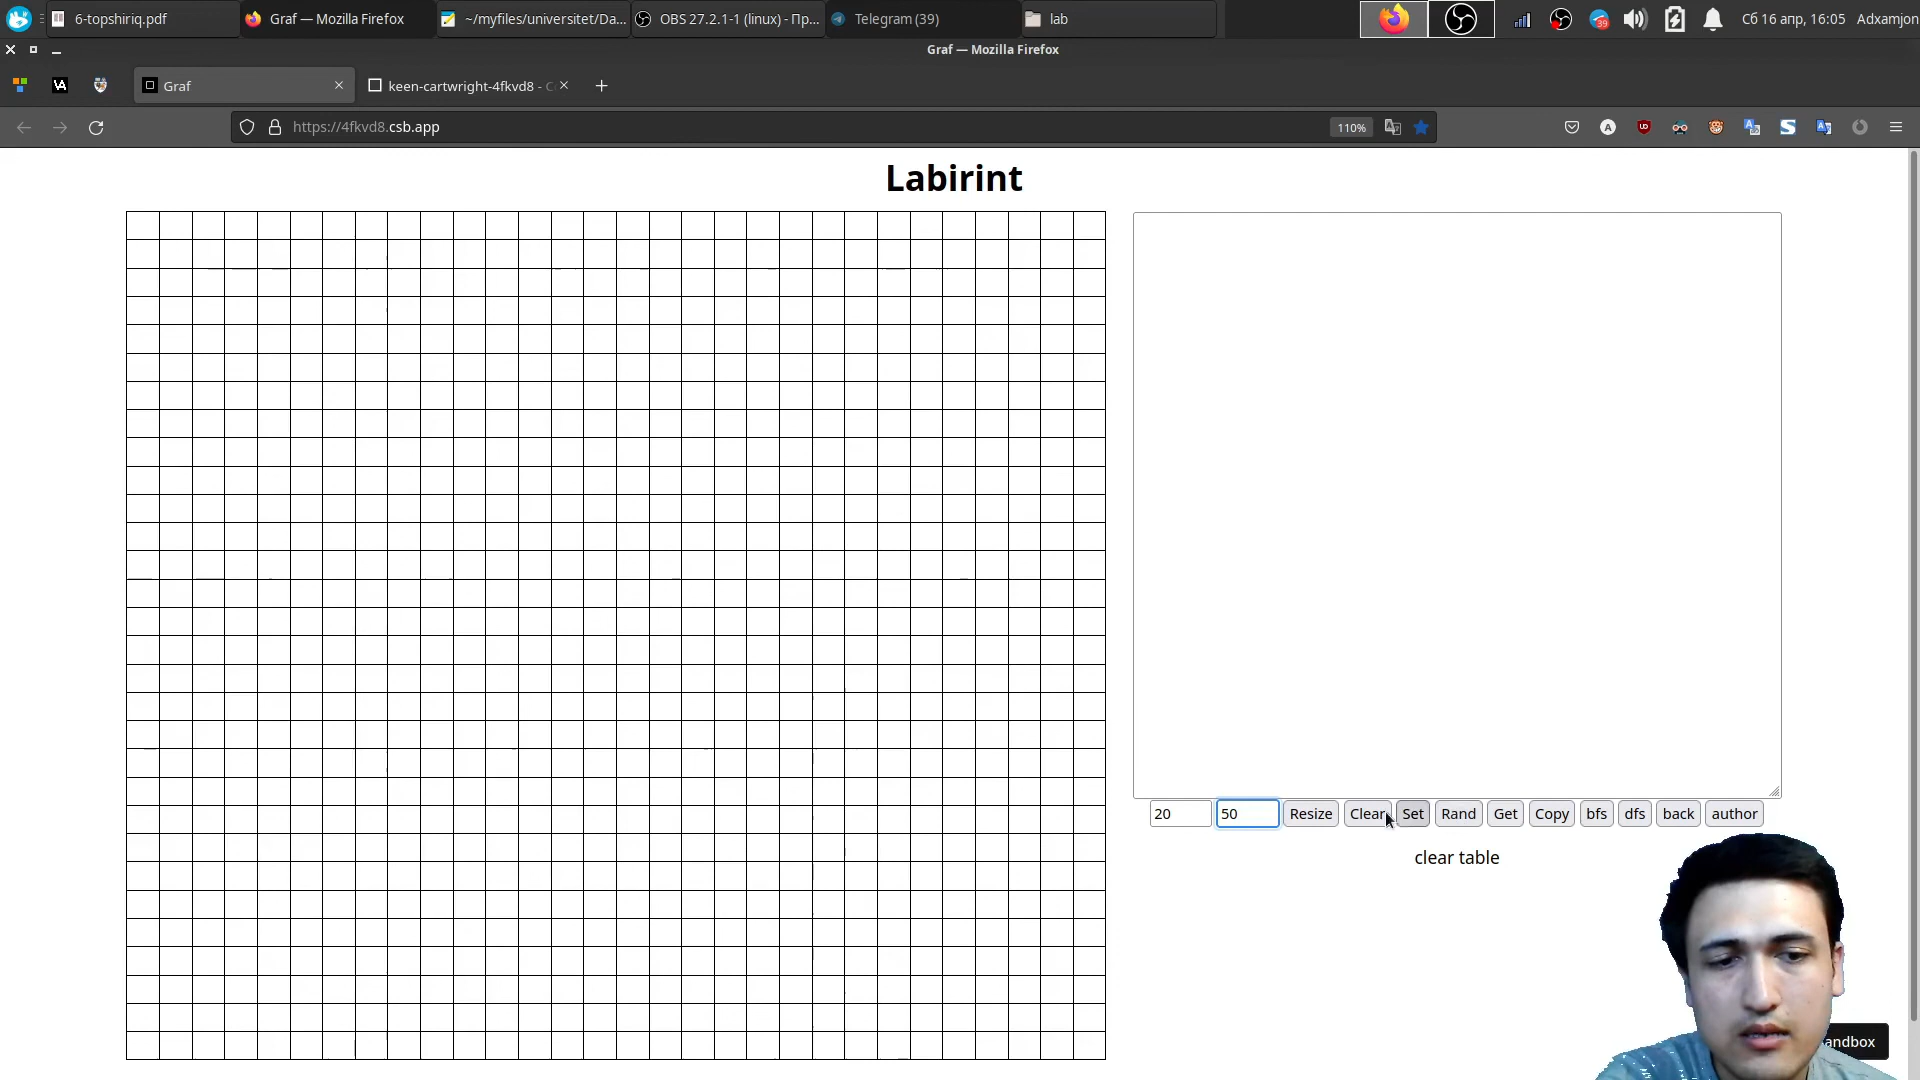 6-topshiriq.pdf
Graf — Mozilla Firefox
~/myfiles/universitet/Da...
OBS 27.2.1-1 (linux) - Пр...
Telegram (39)
lab
39
Сб 16 апр, 16:05
Adxamjon
Graf — Mozilla Firefox
Graf
keen-cartwright-4fkvd8 - C
https://4fkvd8.csb.app
110%
Labirint
20
50
Resize
Clear
Set
Rand
Get
Copy
bfs
dfs
back
author
clear table
andbox